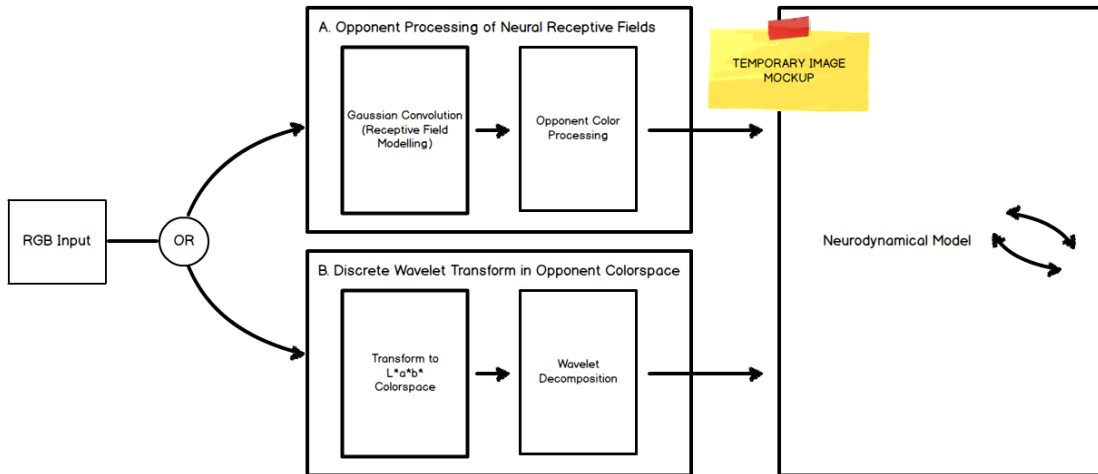 A. Opponent Processing of Neural Receptive Fields
Gaussian Convolution
(Receptive Field
Modelling)
Opponent Color
Processing
TEMPORARY IMAGE
MOCKUP
RGB Input
OR
Neurodynamical Model
B. Discrete Wavelet Transform in Opponent Colorspace
Transform to
L*a*b*
Colorspace
Wavelet
Decomposition